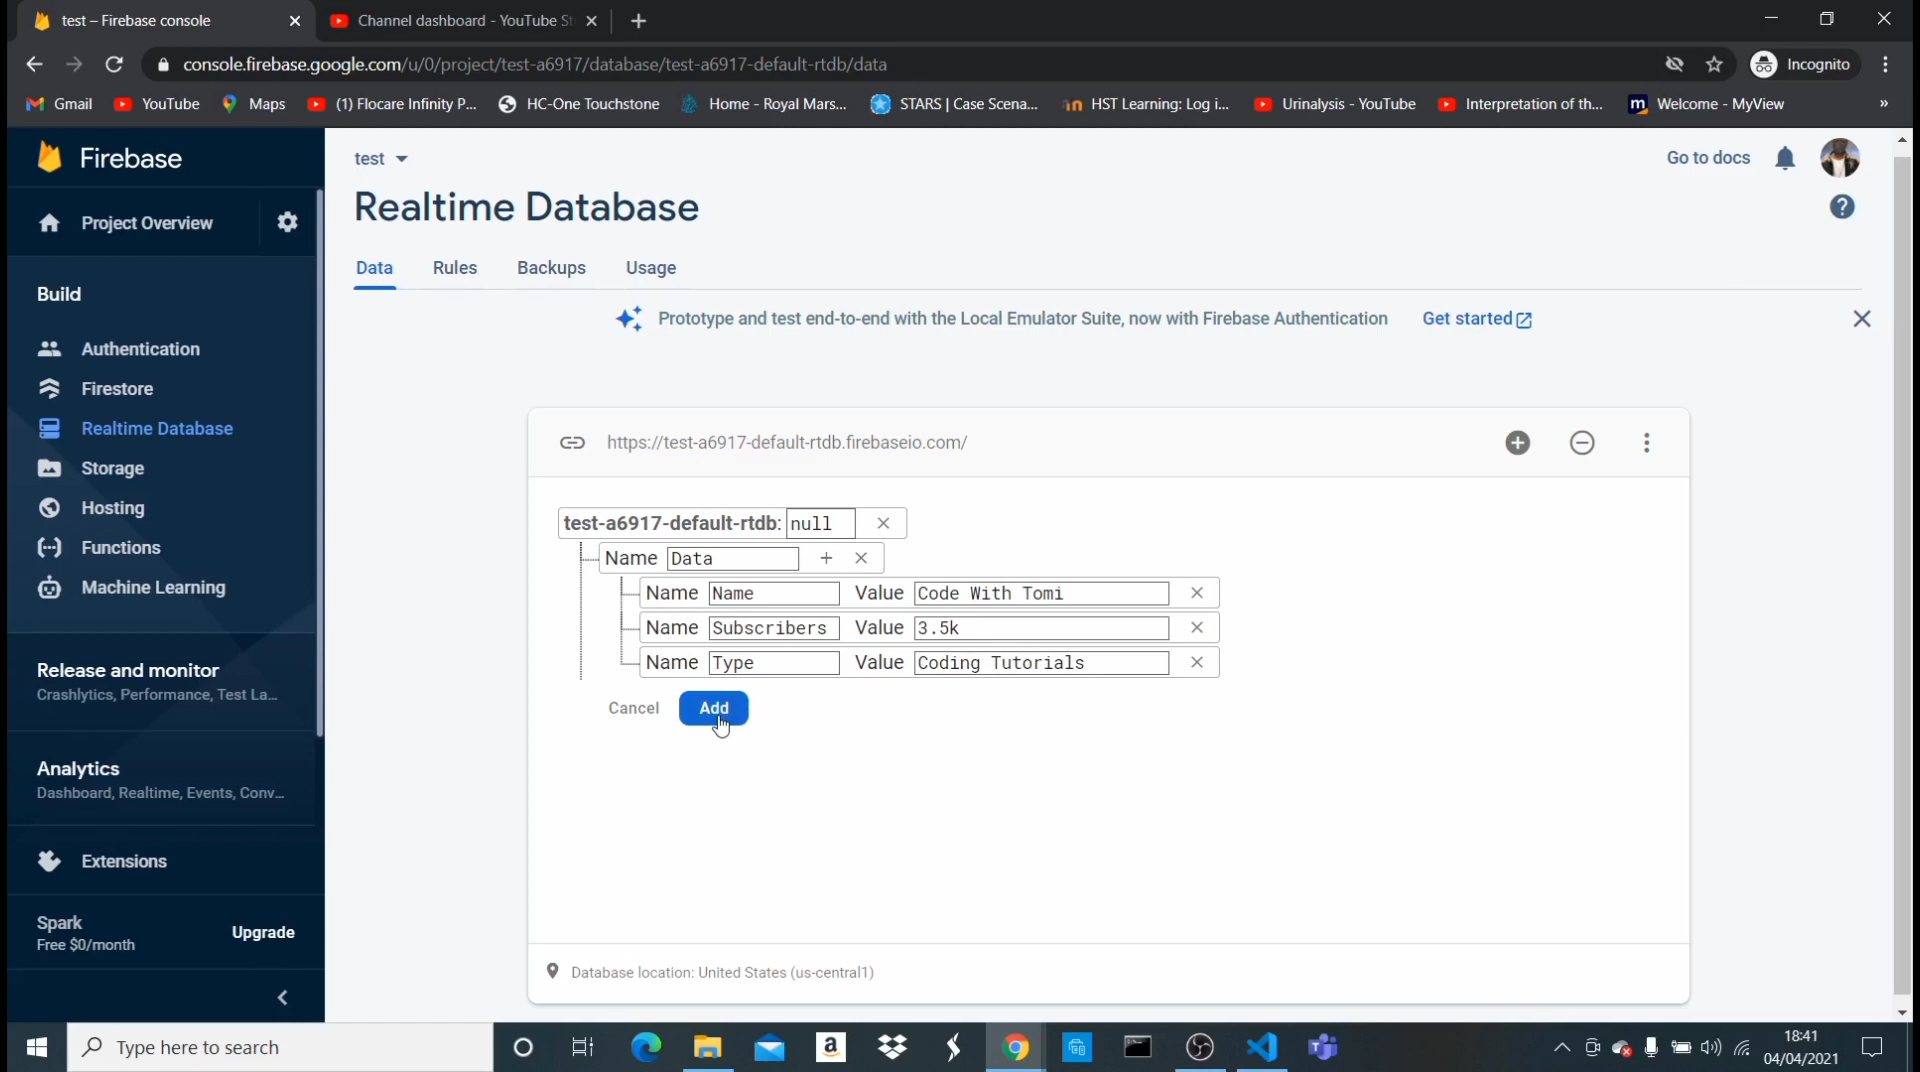 test – Firebase console
Channel dashboard - YouTube St
console.firebase.google.com/u/0/project/test-a6917/database/test-a6917-default-rtdb/data
Incognito
Gmail
YouTube
Maps
(1) Flocare Infinity P...
HC-One Touchstone
Home - Royal Mars...
STARS | Case Scena...
HST Learning: Log i...
Urinalysis - YouTube
Interpretation of th...
Welcome - MyView
»
Firebase
Project Overview
Build
Authentication
Firestore
Realtime Database
Storage
Hosting
Functions
Machine Learning
Release and monitor
Crashlytics, Performance, Test La...
Analytics
Dashboard, Realtime, Events, Conv...
Extensions
Spark
Free $0/month
Upgrade
test
Go to docs
Realtime Database
Data Rules Backups Usage
Prototype and test end-to-end with the Local Emulator Suite, now with Firebase Authentication Get started
https://test-a6917-default-rtdb.firebaseio.com/
test-a6917-default-rtdb: null
Name Data
Name Name Value Code With Tomi
Name Subscribers Value 3.5k
Name Type Value Coding Tutorials
Cancel Add
Database location: United States (us-central1)
Type here to search
18:41
04/04/2021